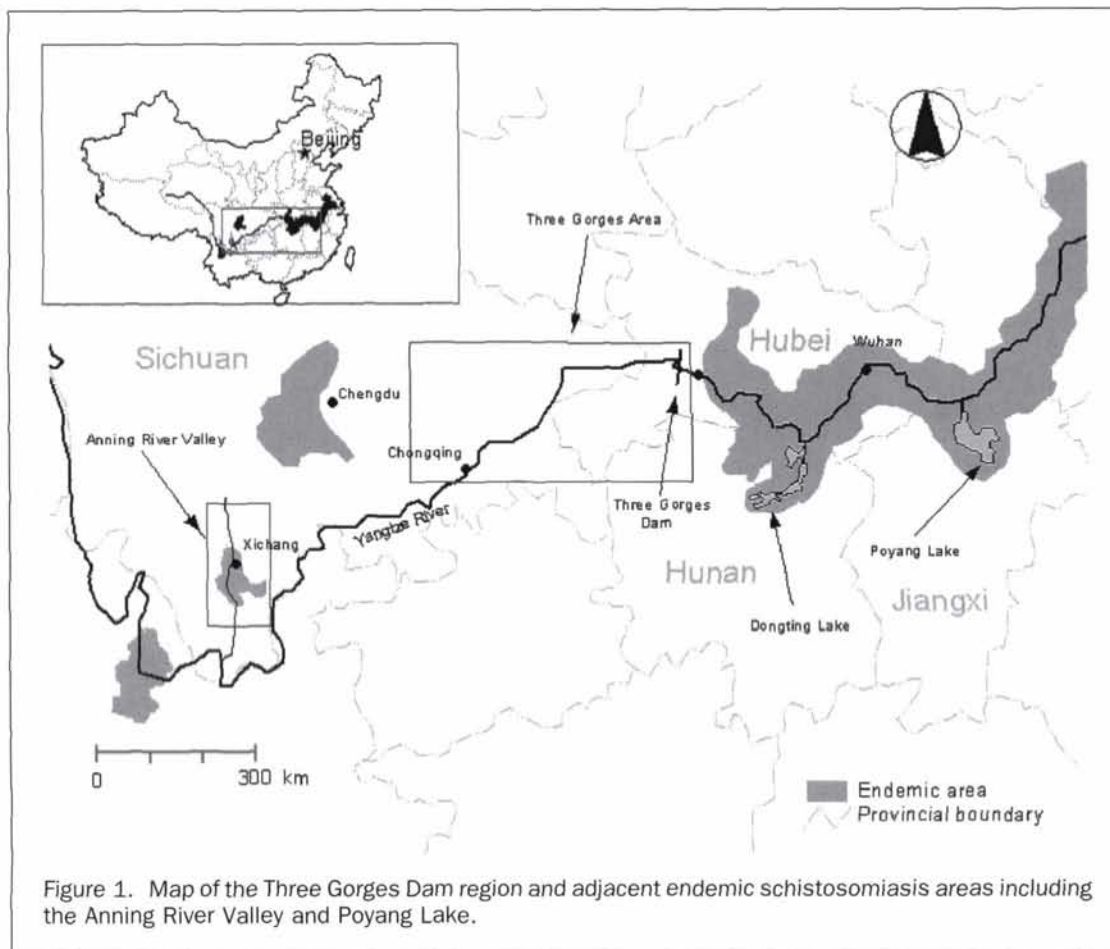 Beijing
Three Gorges Area
Sichuan
Hubei
Wuhan
Chengdu
Anning River Valley
Chongqing
Xichang
Yangtze River
Three Gorges
Dam
Poyang Lake
Hunan
Jiangxi
Dongting Lake
0
300 km
Endemic area
Provincial boundary
Figure 1. Map of the Three Gorges Dam region and adjacent endemic schistosomiasis areas including
the Anning River Valley and Poyang Lake.